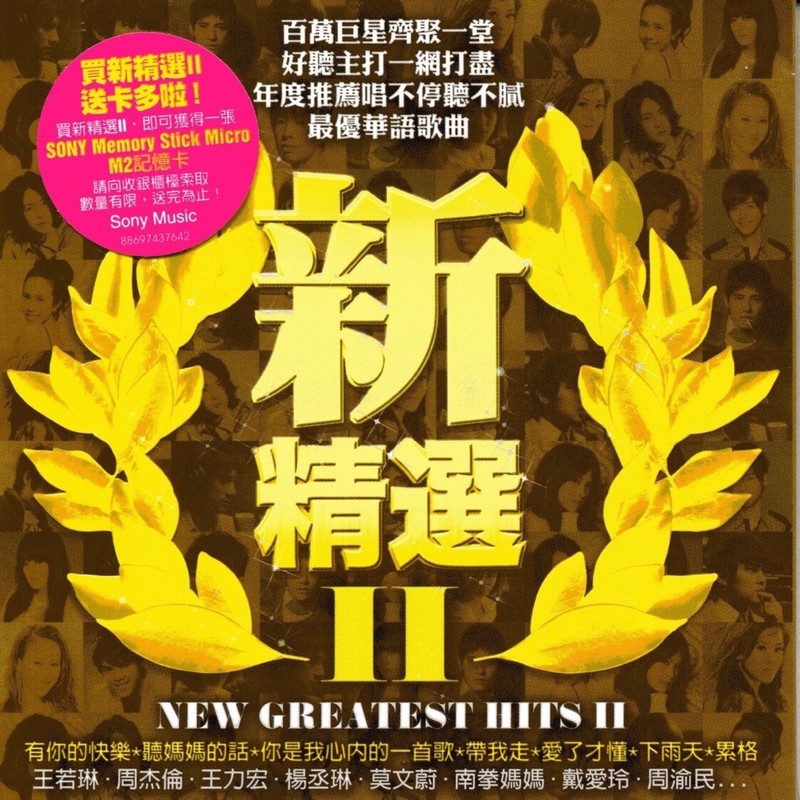 百萬巨星齊聚一堂
好聽主打一網打盡
年度推薦唱不停聽不膩
最優華語歌曲
買新精選II
送卡多啦！
買新精選II，即可獲得一張
SONY Memory Stick Micro
M2記憶卡
請向收銀櫃檯索取
數量有限，送完為止！
Sony Music
88697437642
新
精選
II
NEW GREATEST HITS II
有你的快樂*聽媽媽的話*你是我心內的一首歌*帶我走*愛了才懂*下雨天*累格
王若琳·周杰倫·王力宏·楊丞琳·莫文蔚·南拳媽媽·戴愛玲·周渝民...